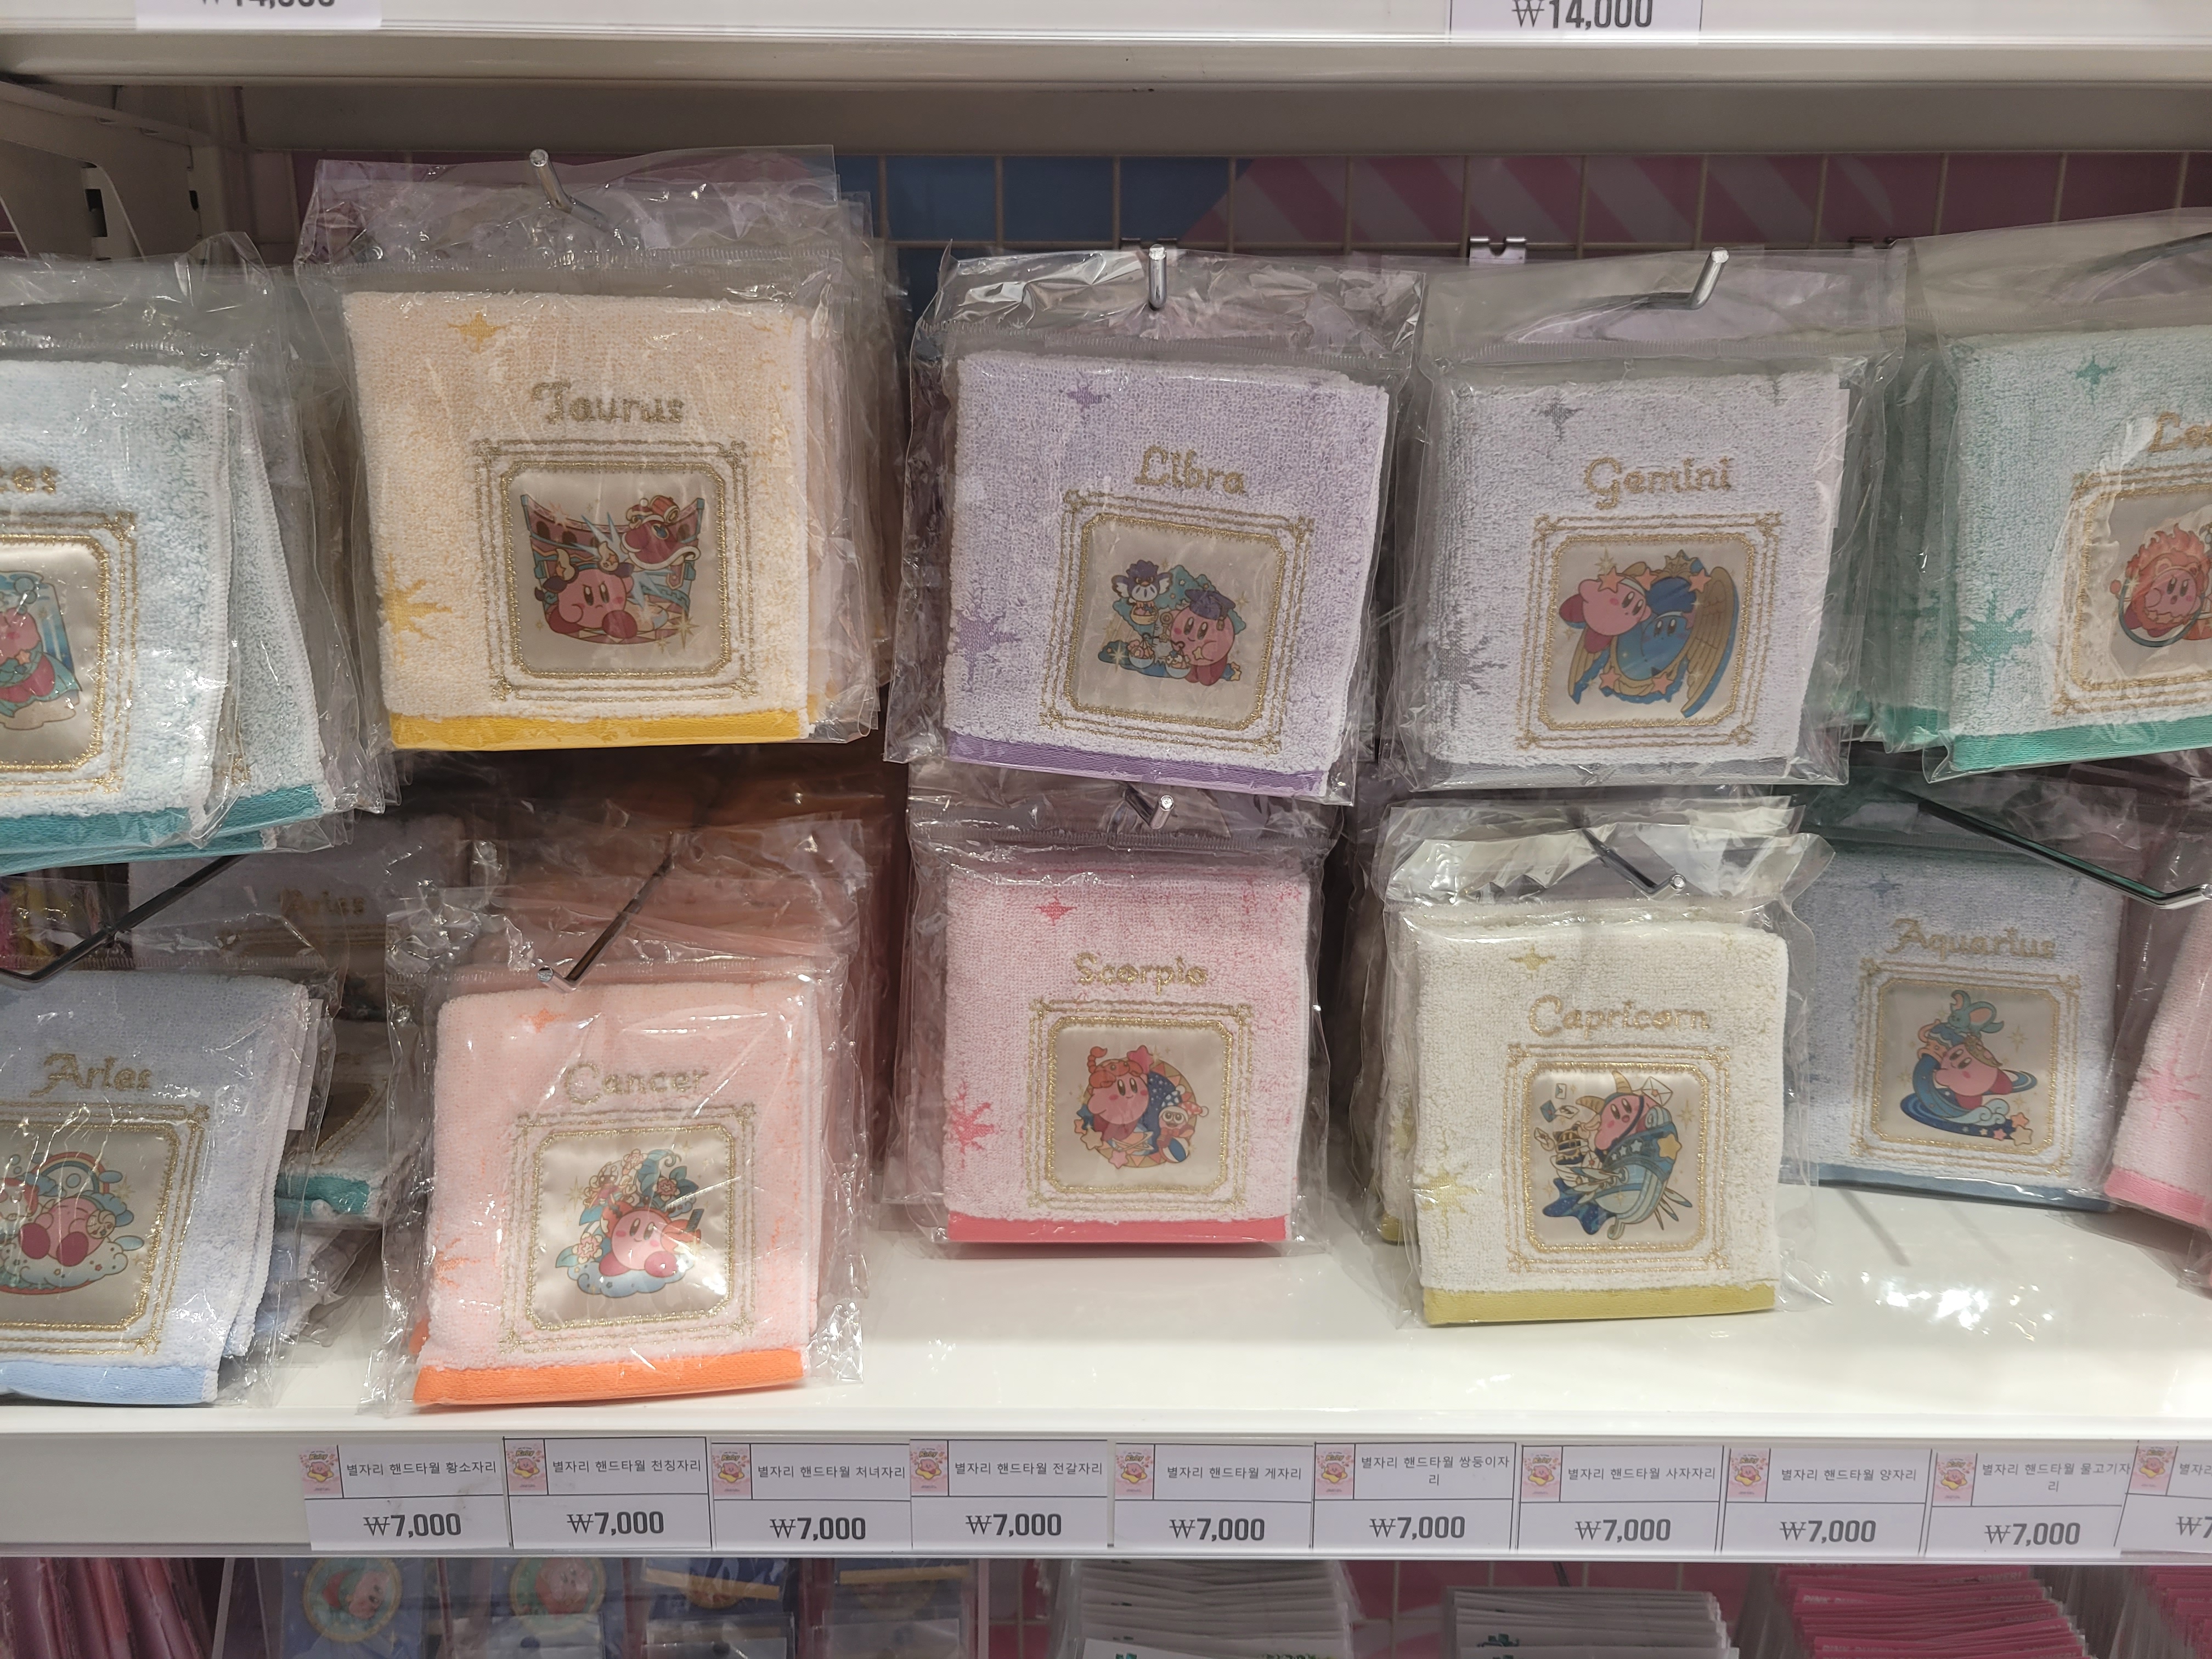 ₩14,000
₩14,000
Taurus
Libra
Gemini
Aries
Aries
Cancer
Scorpio
Capricorn
Aquarius
별자리 핸드타월 황소자리
₩7,000
별자리 핸드타월 천칭자리
₩7,000
별자리 핸드타월 처녀자리
₩7,000
별자리 핸드타월 전갈자리
₩7,000
별자리 핸드타월 게자리
₩7,000
별자리 핸드타월 쌍둥이자
리
₩7,000
별자리 핸드타월 사자자리
₩7,000
별자리 핸드타월 양자리
₩7,000
별자리 핸드타월 물고기자
리
₩7,000